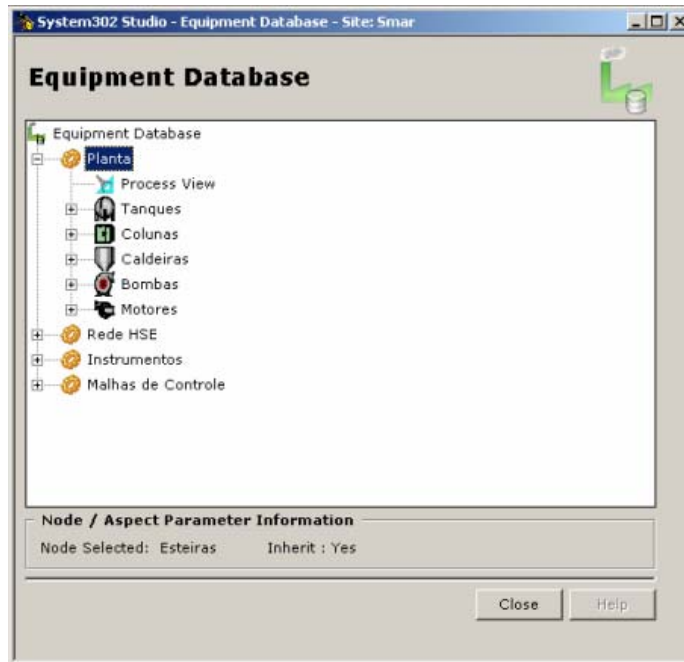 System302 Studio - Equipment Database - Site: Smar
Equipment Database
Equipment Database
Planta
Process View
Tanques
Colunas
Caldeiras
Bombas
Motores
Rede HSE
Instrumentos
Malhas de Controle
Node / Aspect Parameter Information
Node Selected: Esteiras Inherit : Yes
Close Help